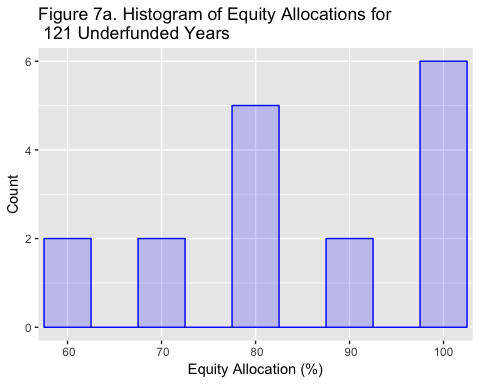 Figure 7a. Histogram of Equity Allocations for
121 Underfunded Years
6
4
2
0
Count
60 70 80 90 100
Equity Allocation (%)